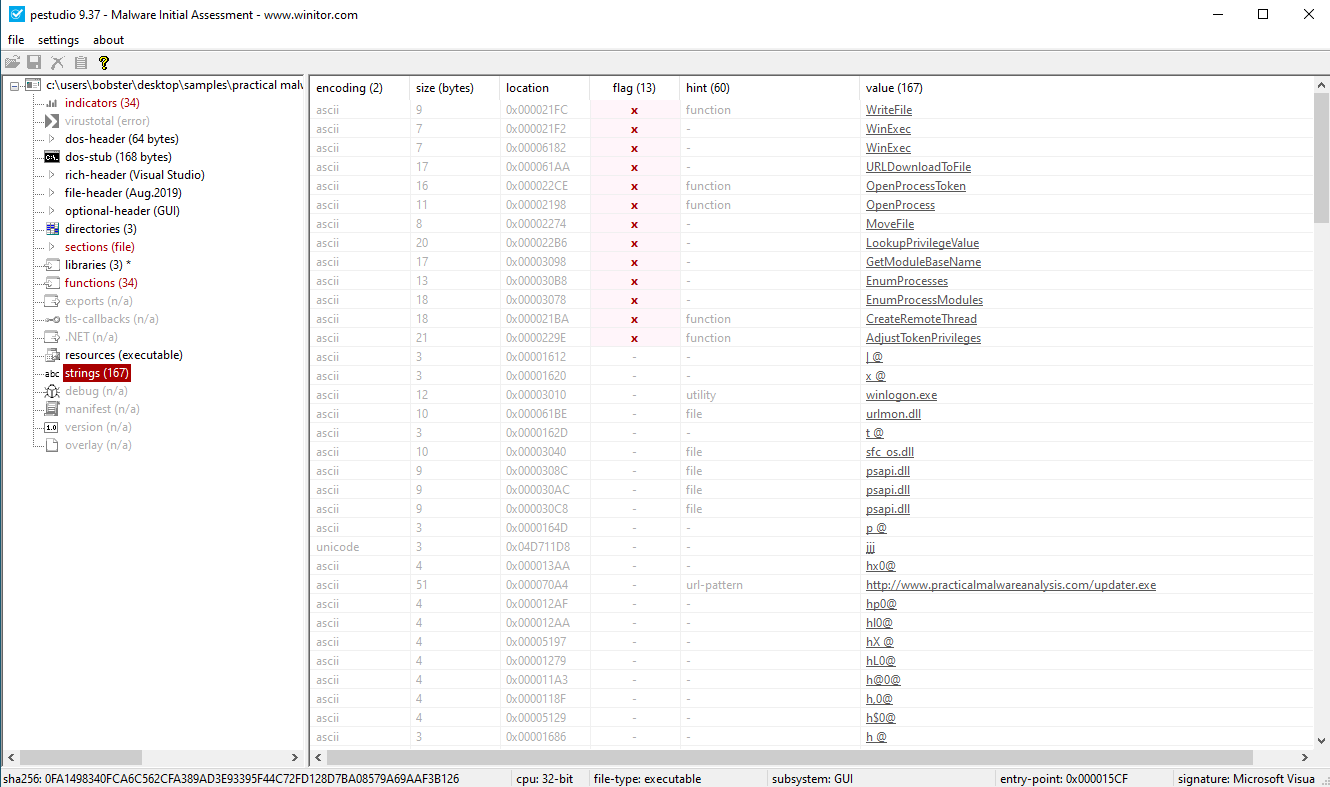 pestudio 9.37 - Malware Initial Assessment - www.winitor.com
file settings about
c:\users\bobster\desktop\samples\practical mal
indicators (34)
virustotal (error)
dos-header (64 bytes)
dos-stub (168 bytes)
rich-header (Visual Studio)
file-header (Aug.2019)
optional-header (GUI)
directories (3)
sections (file)
libraries (3) *
functions (34)
exports (n/a)
tls-callbacks (n/a)
.NET (n/a)
resources (executable)
abc strings (167)
debug (n/a)
manifest (n/a)
1.0 version (n/a)
overlay (n/a)
encoding (2) size (bytes) location flag (13) hint (60) value (167)
ascii 9 0x000021FC x function WriteFile
ascii 7 0x000021F2 x - WinExec
ascii 7 0x00006182 x - WinExec
ascii 17 0x000061AA x - URLDownloadToFile
ascii 16 0x000022CE x function OpenProcessToken
ascii 11 0x00002198 x function OpenProcess
ascii 8 0x00002274 x - MoveFile
ascii 20 0x000022B6 x - LookupPrivilegeValue
ascii 17 0x00003098 x - GetModuleBaseName
ascii 13 0x000030B8 x - EnumProcesses
ascii 18 0x00003078 x - EnumProcessModules
ascii 18 0x000021BA x function CreateRemoteThread
ascii 21 0x0000229E x function AdjustTokenPrivileges
ascii 3 0x00001612 - - | @
ascii 3 0x00001620 - - x @
ascii 12 0x00003010 - utility winlogon.exe
ascii 10 0x000061BE - file urlmon.dll
ascii 3 0x0000162D - - t @
ascii 10 0x00003040 - file sfc_os.dll
ascii 9 0x0000308C - file psapi.dll
ascii 9 0x000030AC - file psapi.dll
ascii 9 0x000030C8 - file psapi.dll
ascii 3 0x0000164D - - p @
unicode 3 0x04D711D8 - - jjj
ascii 4 0x000013AA - - hx0@
ascii 51 0x000070A4 - url-pattern http://www.practicalmalwareanalysis.com/updater.exe
ascii 4 0x000012AF - - hp0@
ascii 4 0x000012AA - - hl0@
ascii 4 0x00005197 - - hX @
ascii 4 0x00001279 - - hL0@
ascii 4 0x000011A3 - - h@0@
ascii 4 0x0000118F - - h,0@
ascii 4 0x00005129 - - h$0@
ascii 3 0x00001686 - - h @
sha256: 0FA1498340FCA6C562CFA389AD3E93395F44C72FD128D7BA08579A69AAF3B126 cpu: 32-bit file-type: executable subsystem: GUI entry-point: 0x000015CF signature: Microsoft Visua